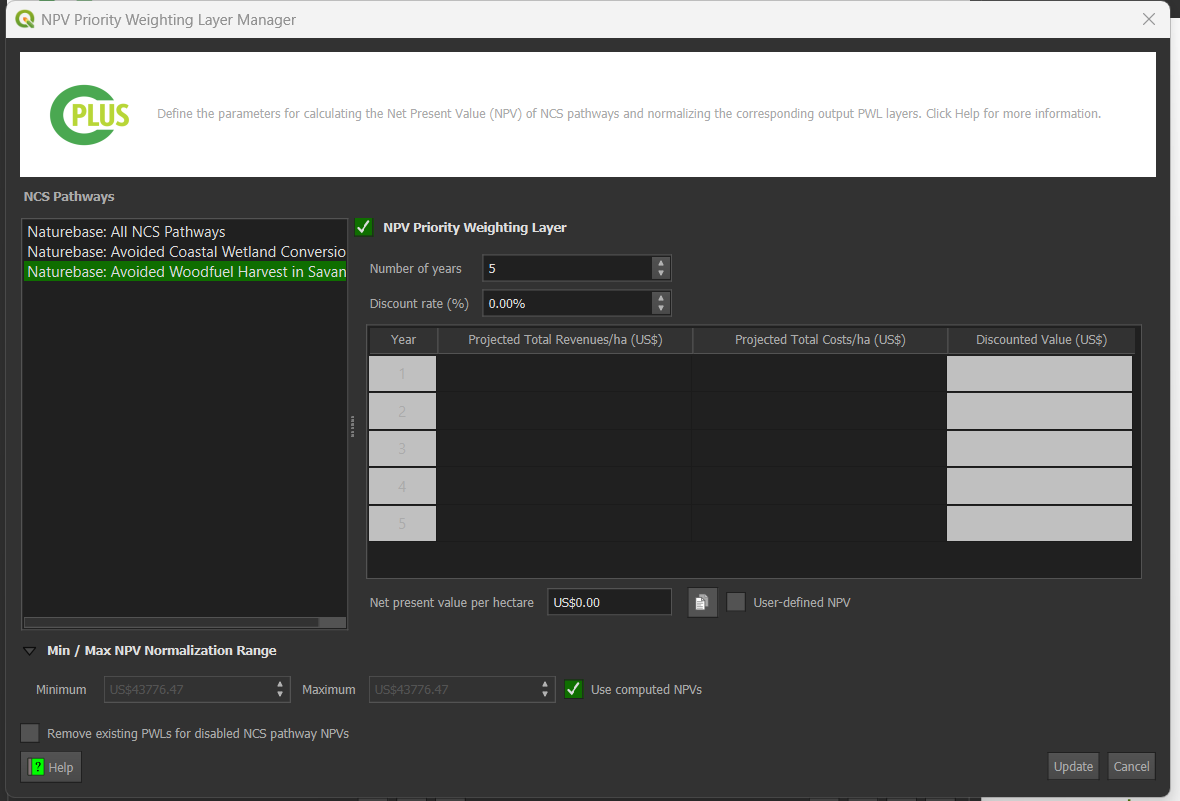 NPV Priority Weighting Layer Manager
PLUS
Define the parameters for calculating the Net Present Value (NPV) of NCS pathways and normalizing the corresponding output PWL layers. Click Help for more information.
NCS Pathways
Naturebase: All NCS Pathways
Naturebase: Avoided Coastal Wetland Conversio
Naturebase: Avoided Woodfuel Harvest in Savan
NPV Priority Weighting Layer
Number of years 5
Discount rate (%) 0.00%
Year Projected Total Revenues/ha (US$) Projected Total Costs/ha (US$) Discounted Value (US$)
1
2
3
4
5
Net present value per hectare US$0.00 User-defined NPV
Min / Max NPV Normalization Range
Minimum US$43776.47 Maximum US$43776.47 Use computed NPVs
Remove existing PWLs for disabled NCS pathway NPVs
? Help Update Cancel